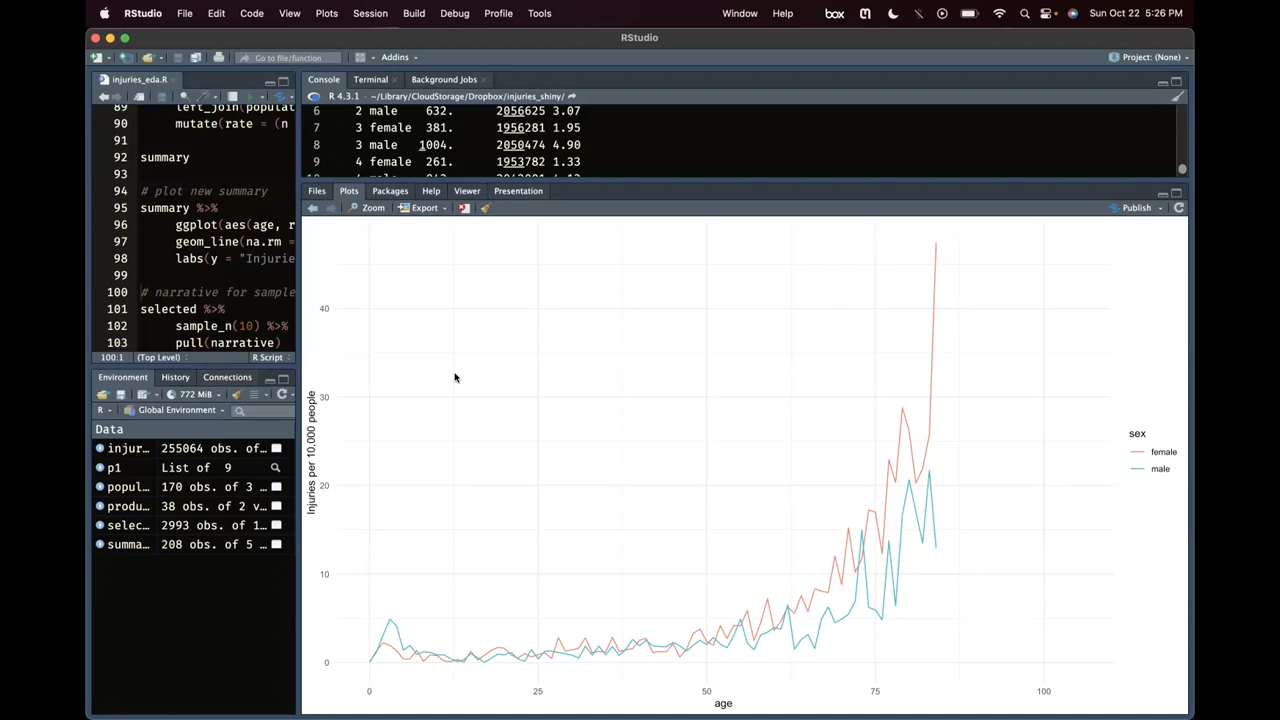 RStudio File Edit Code View Plots Session Build Debug Profile Tools Window Help box Sun Oct 22 5:26 PM
RStudio
Go to file/function Addins Project: (None)
injuries_eda.R
89 left_join(populat
90 mutate(rate = (n
91
92 summary
93
94 # plot new summary
95 summary %>%
96 ggplot(aes(age, r
97 geom_line(na.rm =
98 labs(y = "Injurie
99
100 # narrative for sample
101 selected %>%
102 sample_n(10) %>%
103 pull(narrative)
100:1 (Top Level) R Script
Console Terminal Background Jobs
R 4.3.1 · ~/Library/CloudStorage/Dropbox/injuries_shiny/
6 2 male 632. 2056625 3.07
7 3 female 381. 1956281 1.95
8 3 male 1004. 2050474 4.90
9 4 female 261. 1953782 1.33
Environment History Connections
772 MiB
R Global Environment
Data
injur… 255064 obs. of…
p1 List of 9
popul… 170 obs. of 3 …
produ… 38 obs. of 2 v…
selec… 2993 obs. of 1…
summa… 208 obs. of 5 …
Files Plots Packages Help Viewer Presentation
Zoom Export Publish
Injuries per 10,000 people
40
30
20
10
0
0 25 50 75 100
age
sex
female
male